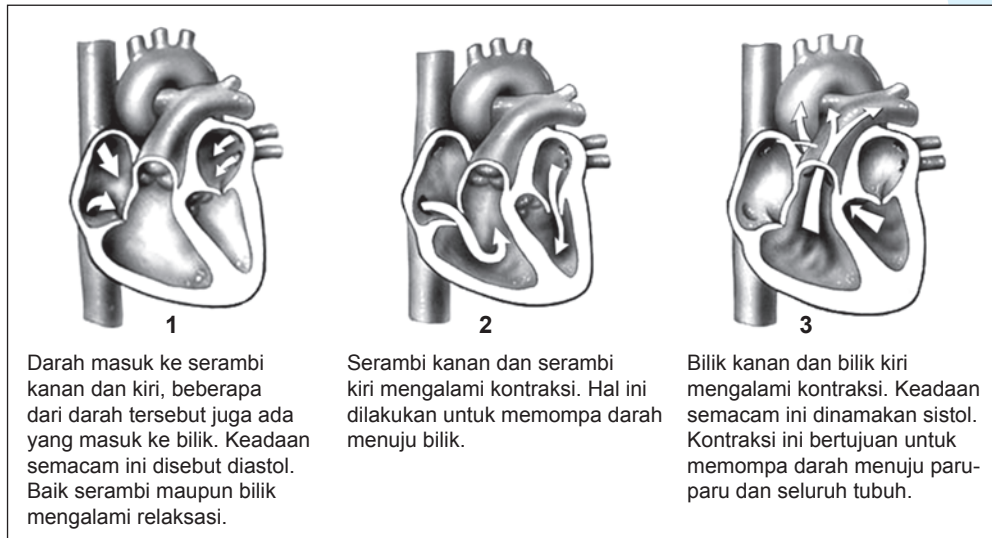 1
Darah masuk ke serambi
kanan dan kiri, beberapa
dari darah tersebut juga ada
yang masuk ke bilik. Keadaan
semacam ini disebut diastol.
Baik serambi maupun bilik
mengalami relaksasi.
2
Serambi kanan dan serambi
kiri mengalami kontraksi. Hal ini
dilakukan untuk memompa darah
menuju bilik.
3
Bilik kanan dan bilik kiri
mengalami kontraksi. Keadaan
semacam ini dinamakan sistol.
Kontraksi ini bertujuan untuk
memompa darah menuju paru-
paru dan seluruh tubuh.